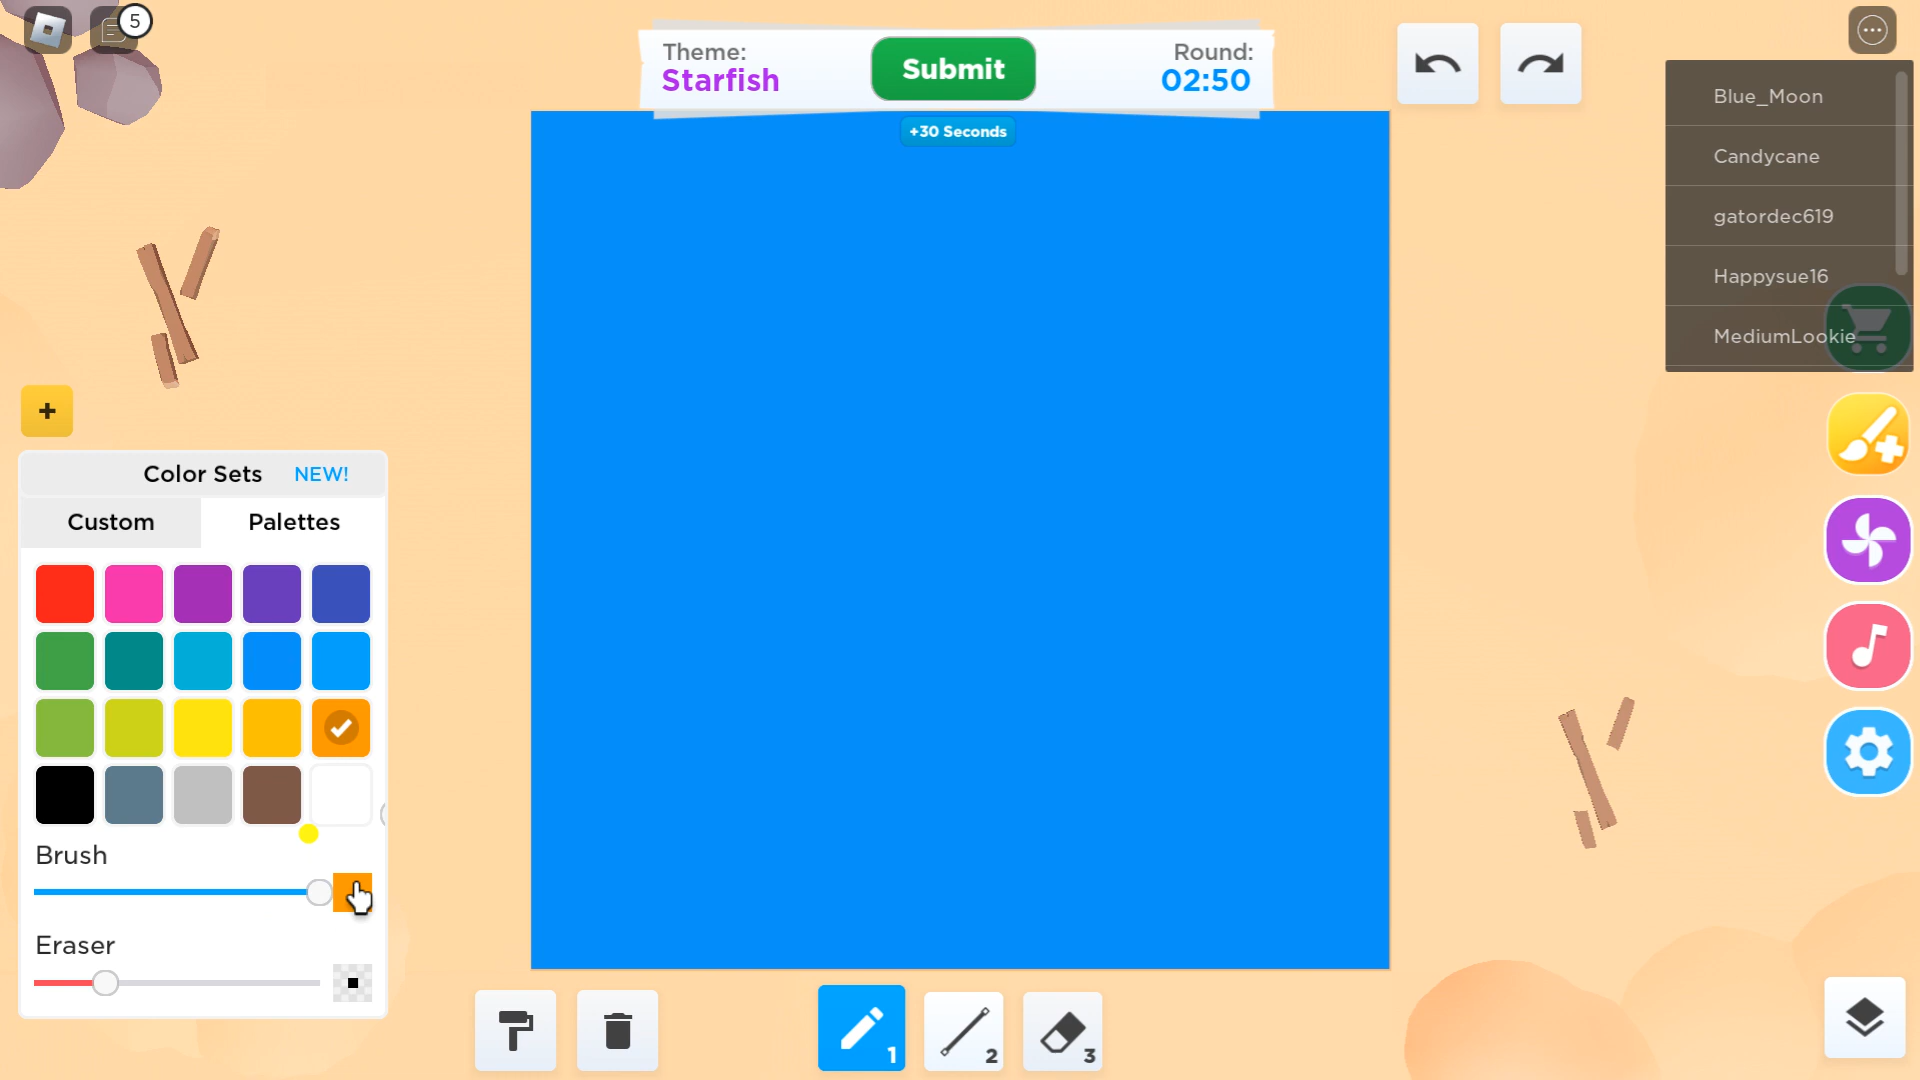 5
Theme:
Starfish
Submit
Round:
02:50
+30 Seconds
Blue_Moon
Candycane
gatordec619
Happysue16
MediumLookie
+
Color Sets NEW!
Custom Palettes
Brush
Eraser
1
2
3